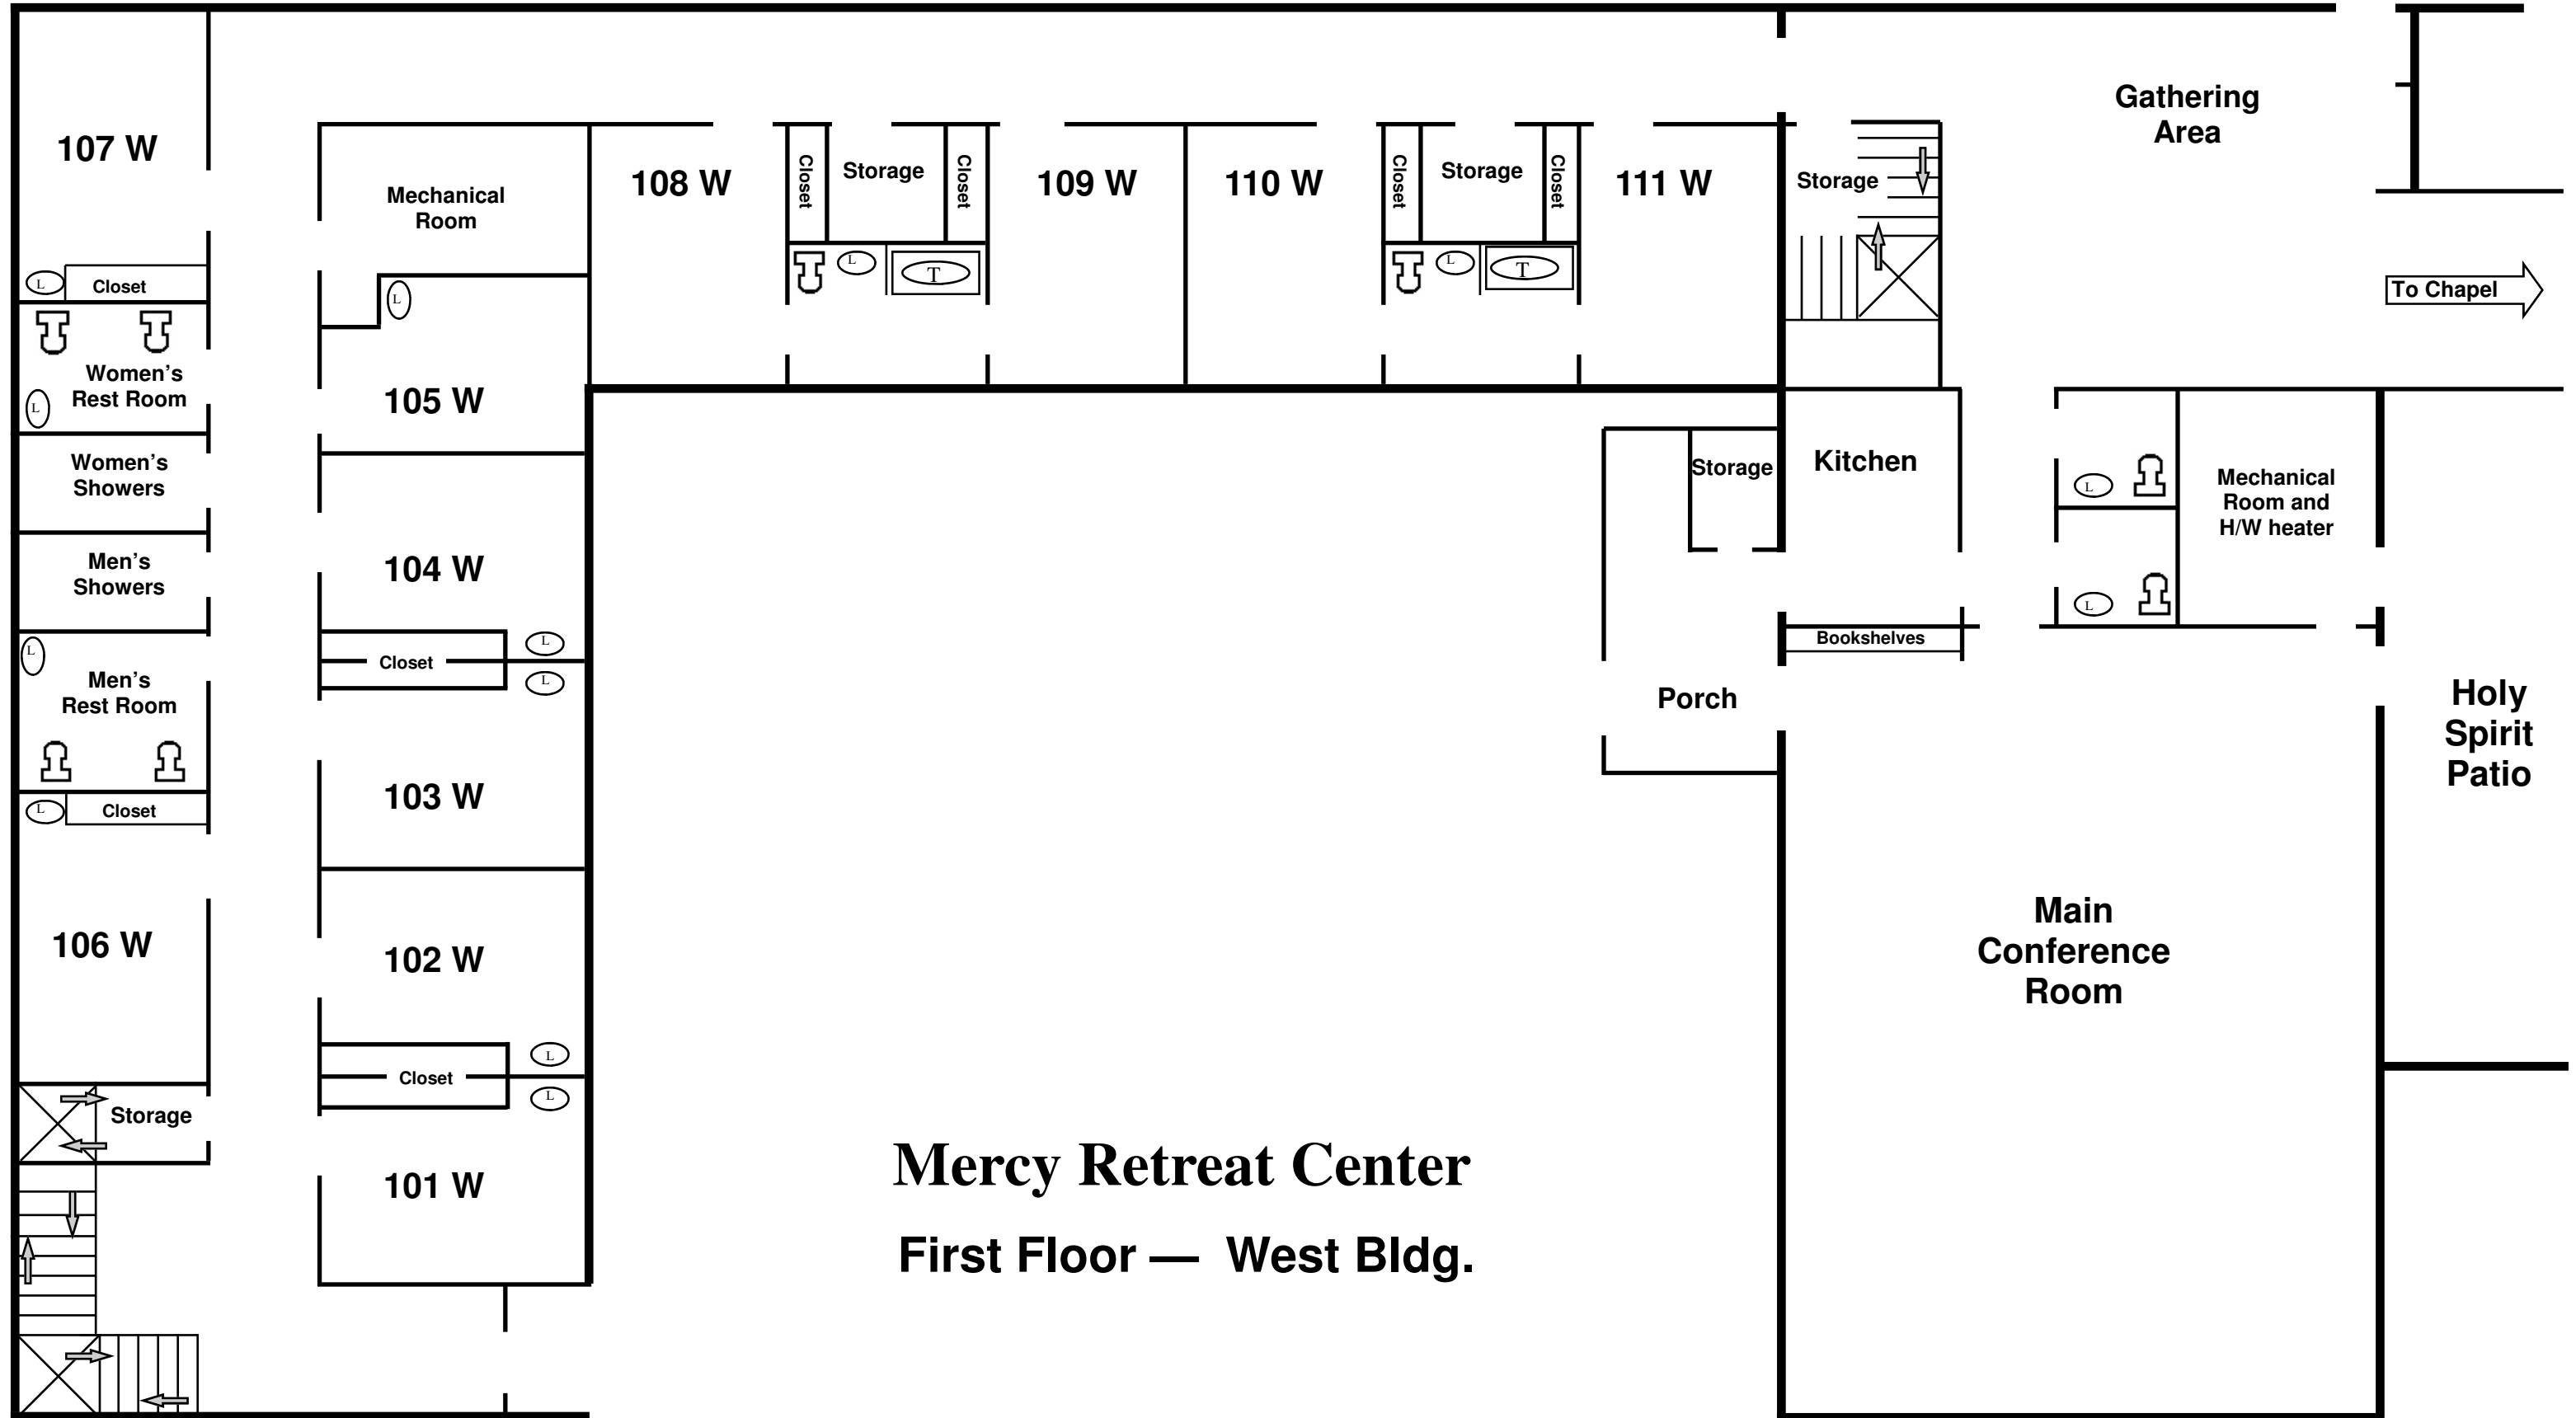 107 W
Closet
L
Women's
Rest Room
L
Women's
Showers
Men's
Showers
L
Men's
Rest Room
L
Closet
106 W
Storage
Mechanical
Room
L
105 W
104 W
L
Closet
L
103 W
102 W
L
Closet
L
101 W
108 W
Closet
Storage
Closet
L
T
109 W
110 W
Closet
Storage
Closet
L
T
111 W
Storage
Gathering
Area
To Chapel
Storage
Kitchen
L
L
Mechanical
Room and
H/W heater
Bookshelves
Porch
Holy
Spirit
Patio
Main
Conference
Room
Mercy Retreat Center
First Floor — West Bldg.